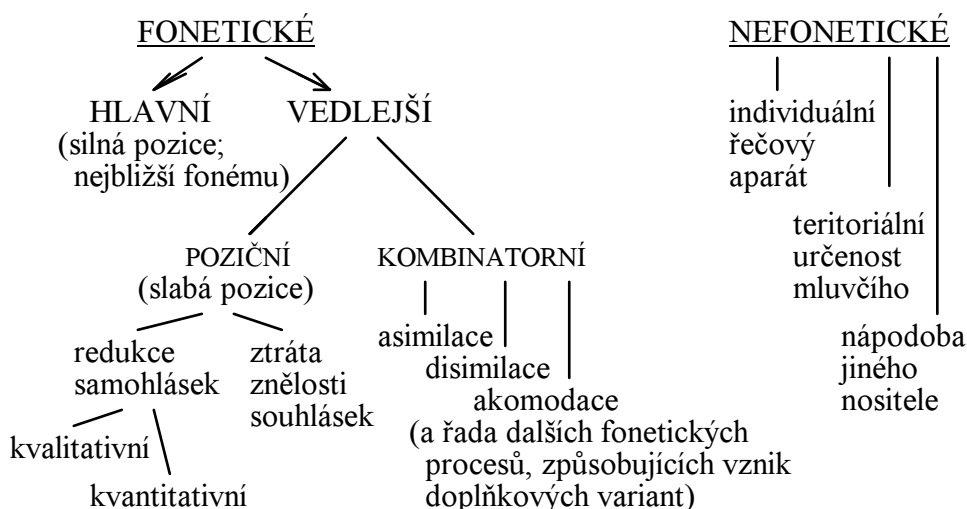 FONETICKÉ
NEFONETICKÉ
HLAVNÍ
VEDLEJŠÍ
(silná pozice;
nejbližší fonému)
individuální
řečový
aparát
teritoriální
určenost
mluvčího
nápodoba
jiného
nositele
POZIČNÍ
(slabá pozice)
KOMBINATORNÍ
redukce
samohlásek
ztráta
znělosti
souhlásek
kvalitativní
kvantitativní
asimilace
disimilace
akomodace
(a řada dalších fonetických
procesů, způsobujících vznik
doplňkových variant)